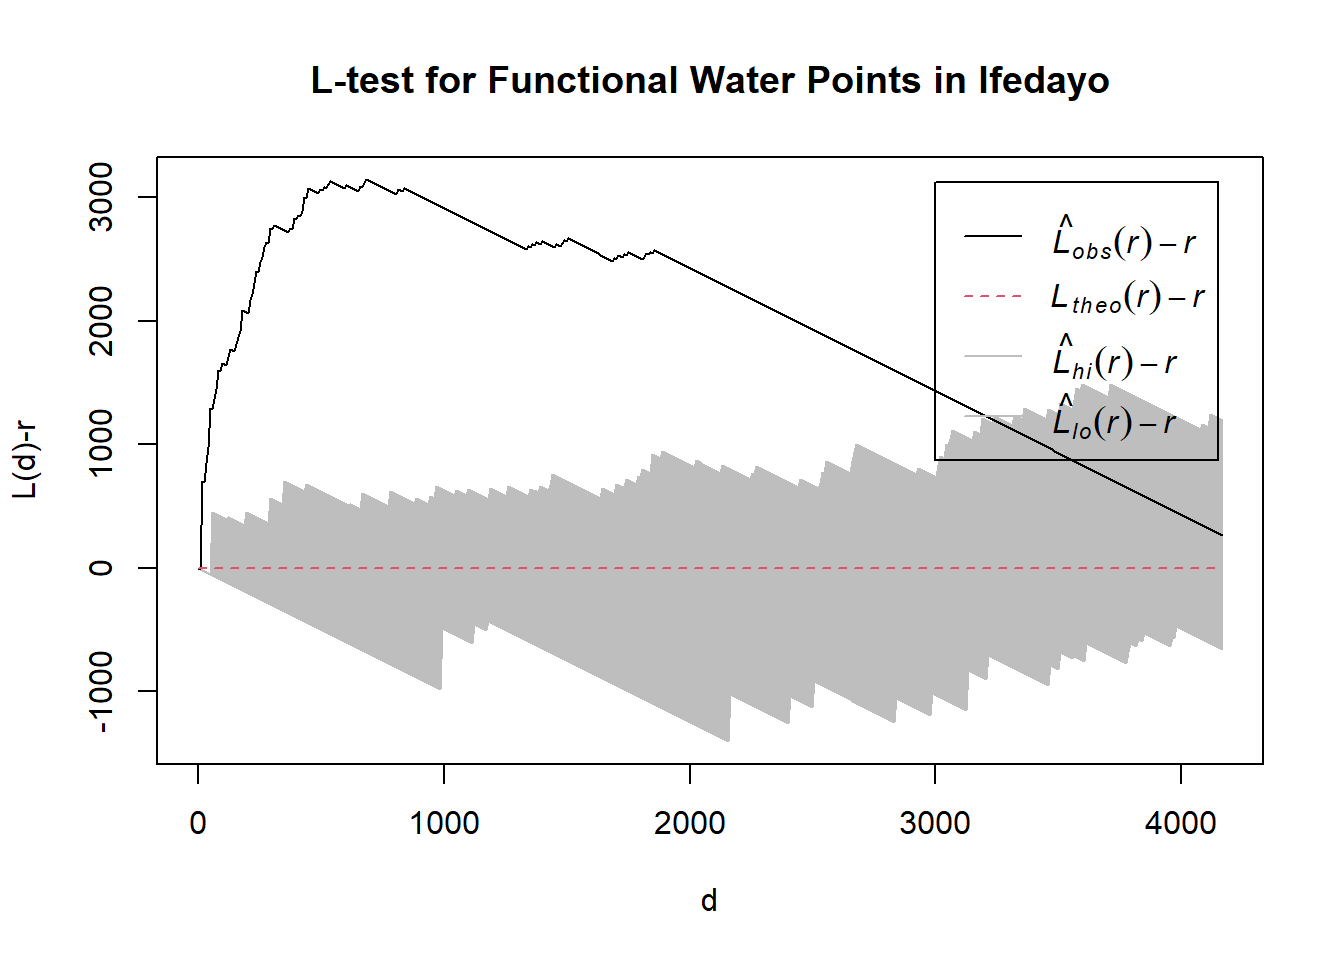 L-test for Functional Water Points in Ifedayo
L(d)-r
3000
2000
1000
0
-1000
L̂obs(r) – r
Ltheo(r) – r
L̂hi(r) – r
L̂lo(r) – r
0 1000 2000 3000 4000
d